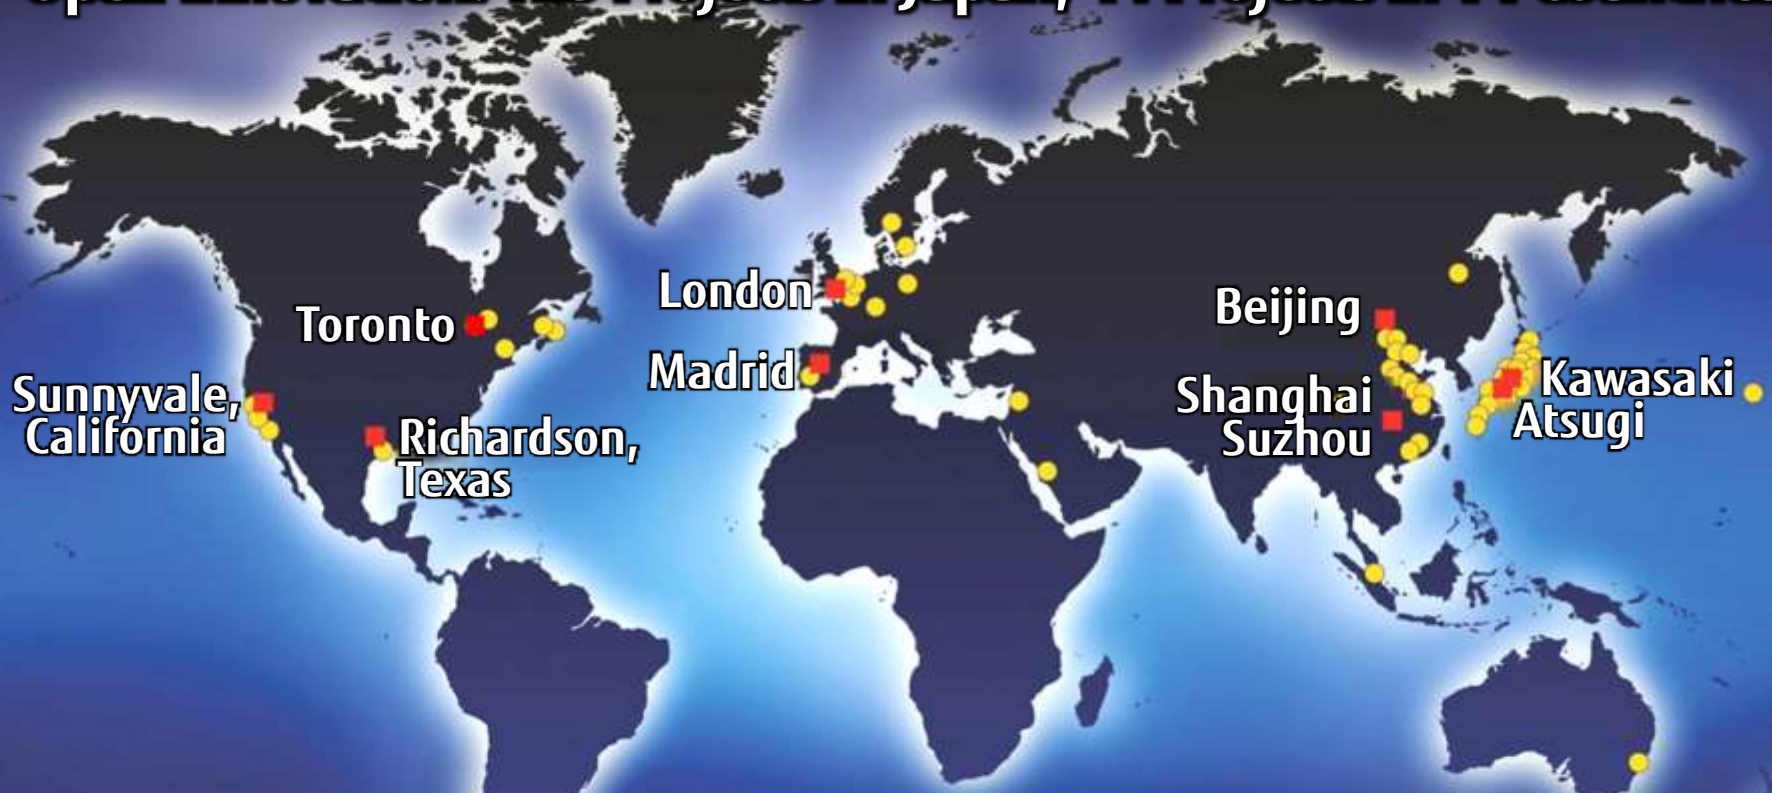 Toronto
Sunnyvale,
California
Richardson,
Texas
London
Madrid
Beijing
Shanghai
Suzhou
Kawasaki
Atsugi